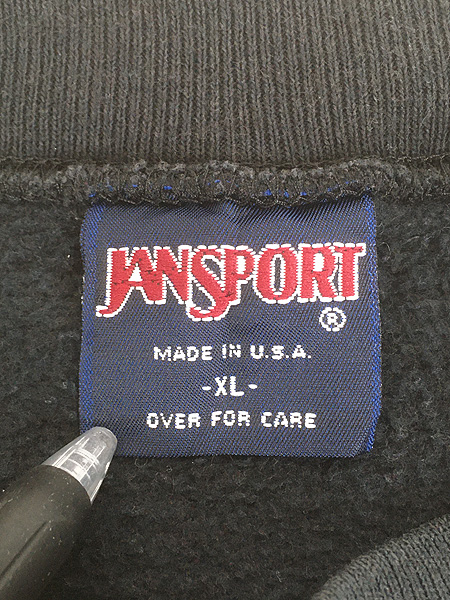 JANSPORT®
MADE IN U.S.A.
-XL-
OVER FOR CARE